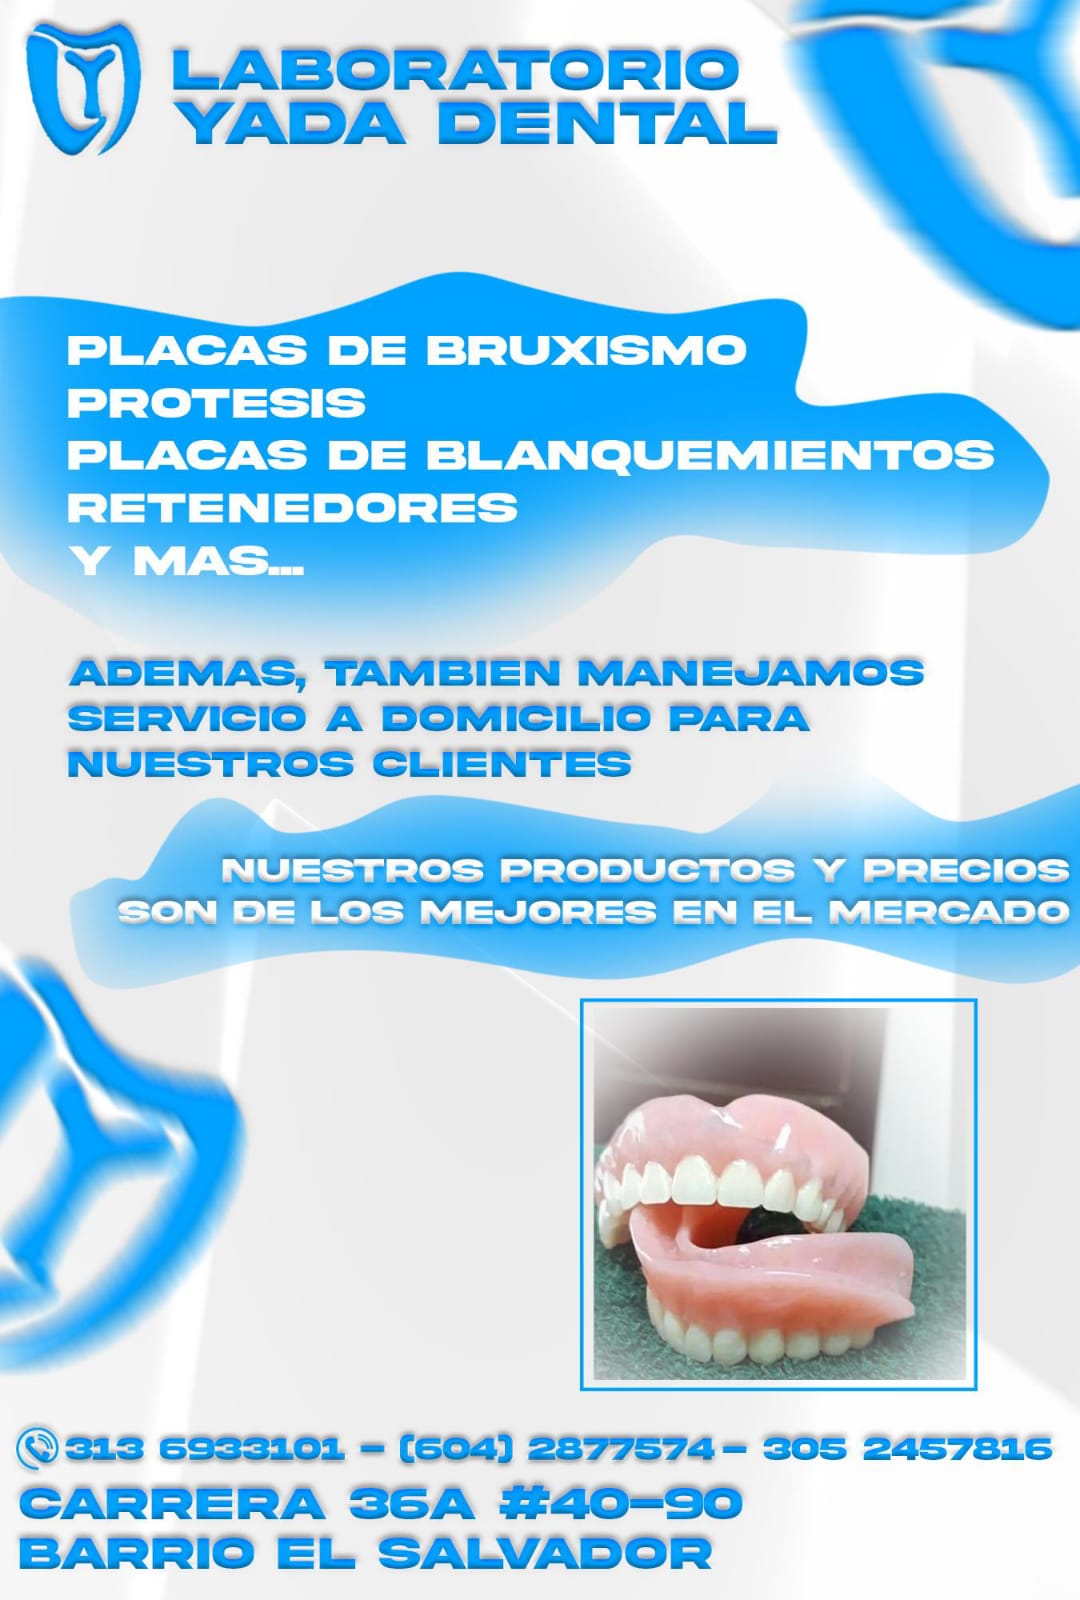 LABORATORIO
YADA DENTAL
PLACAS DE BRUXISMO
PROTESIS
PLACAS DE BLANQUEMIENTOS
RETENEDORES
Y MAS...
ADEMAS, TAMBIEN MANEJAMOS
SERVICIO A DOMICILIO PARA
NUESTROS CLIENTES
NUESTROS PRODUCTOS Y PRECIOS
SON DE LOS MEJORES EN EL MERCADO
313 6933101 - (604) 2877574 - 305 2457816
CARRERA 36A #40-90
BARRIO EL SALVADOR